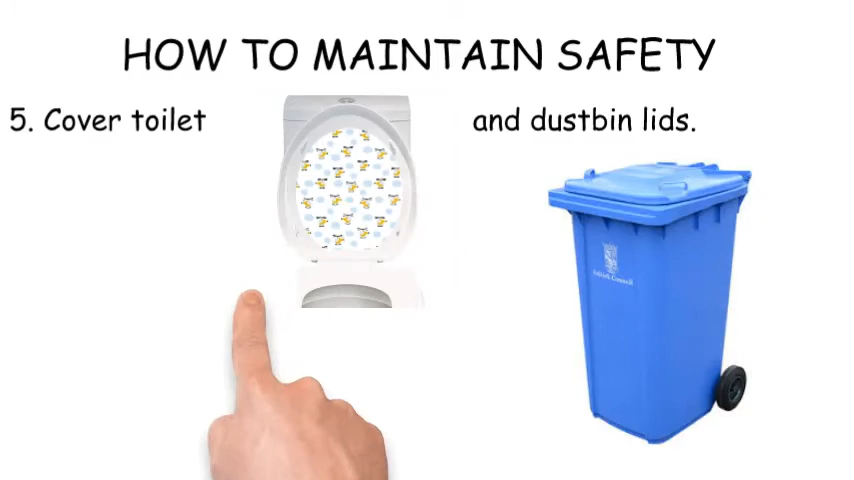 HOW TO MAINTAIN SAFETY
5. Cover toilet and dustbin lids.